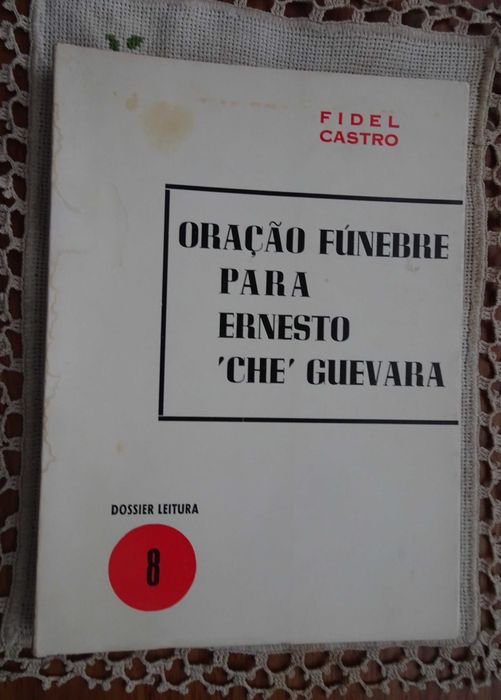 FIDEL
CASTRO
ORAÇÃO FÚNEBRE
PARA
ERNESTO
'CHE' GUEVARA
DOSSIER LEITURA
8